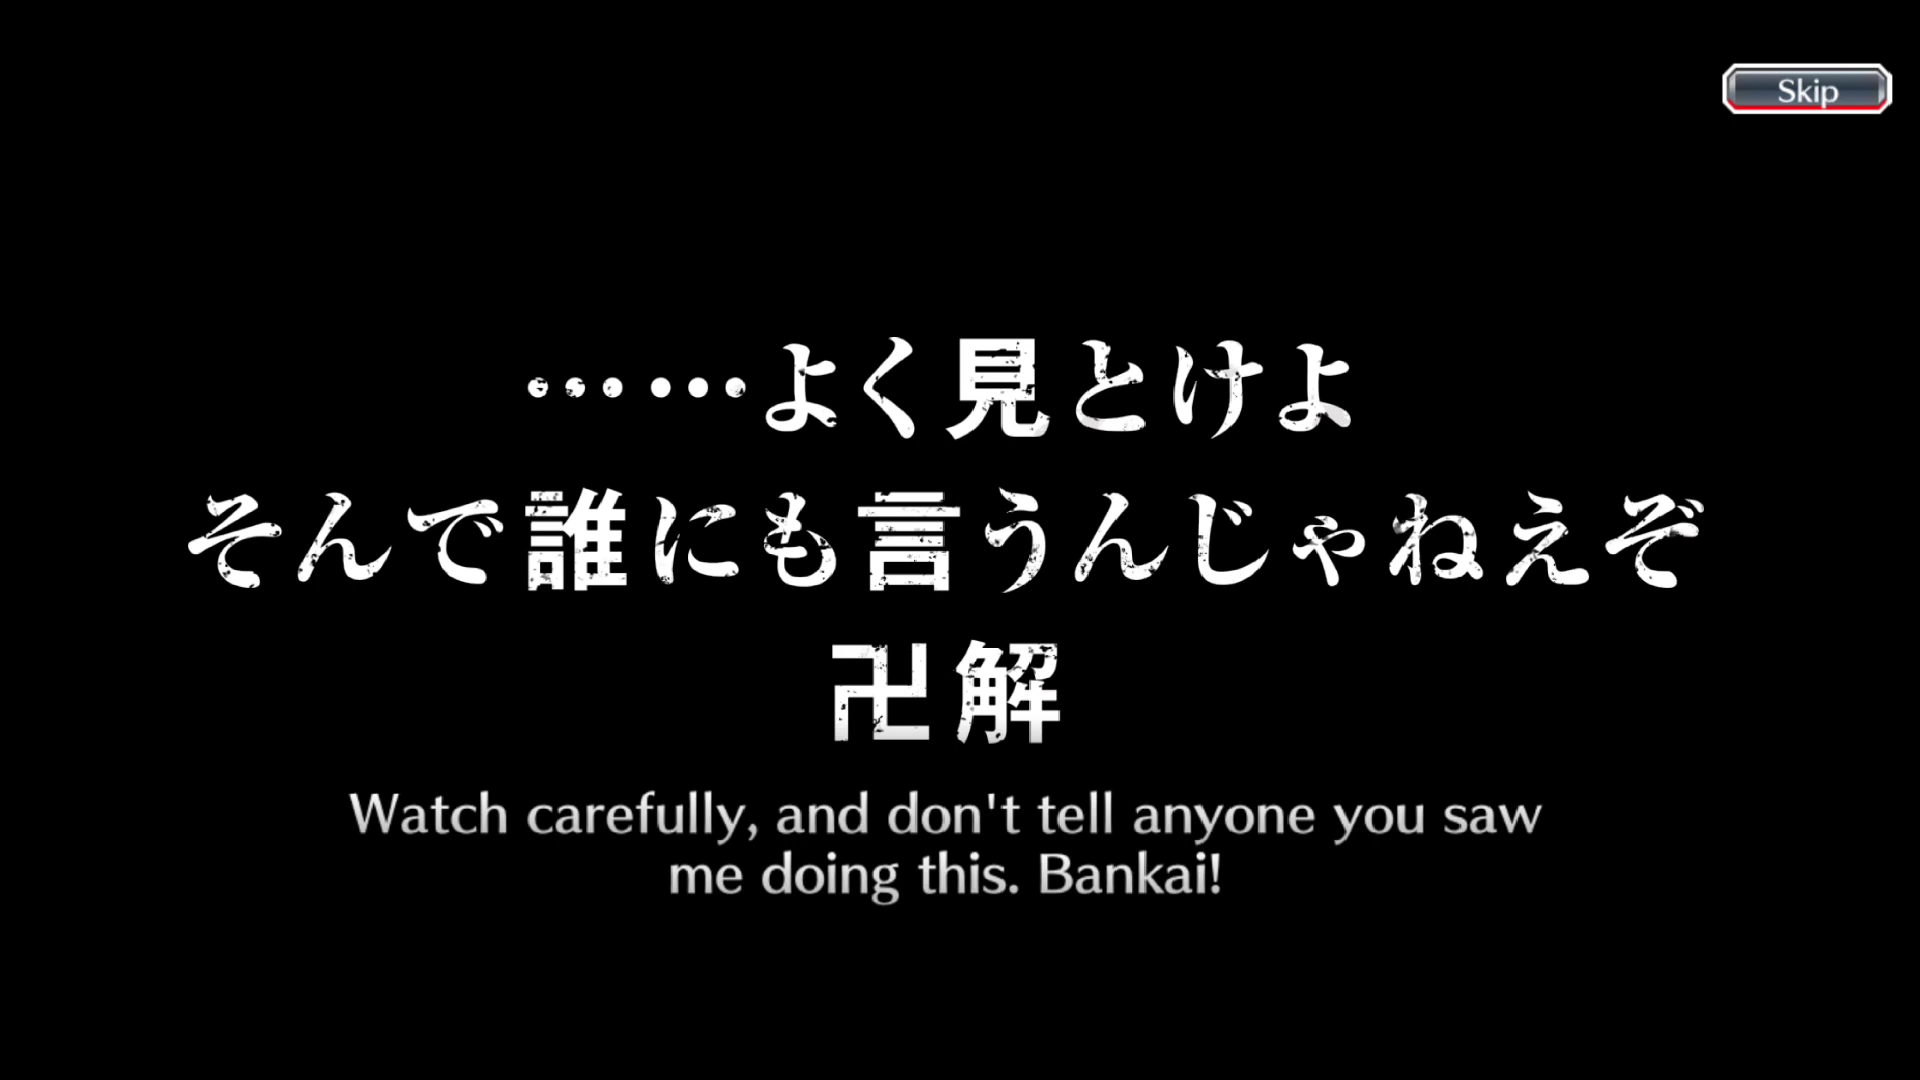 Skip
……よく見とけよ
そんで誰にも言うんじゃねえぞ
卍解
Watch carefully, and don't tell anyone you saw
me doing this. Bankai!